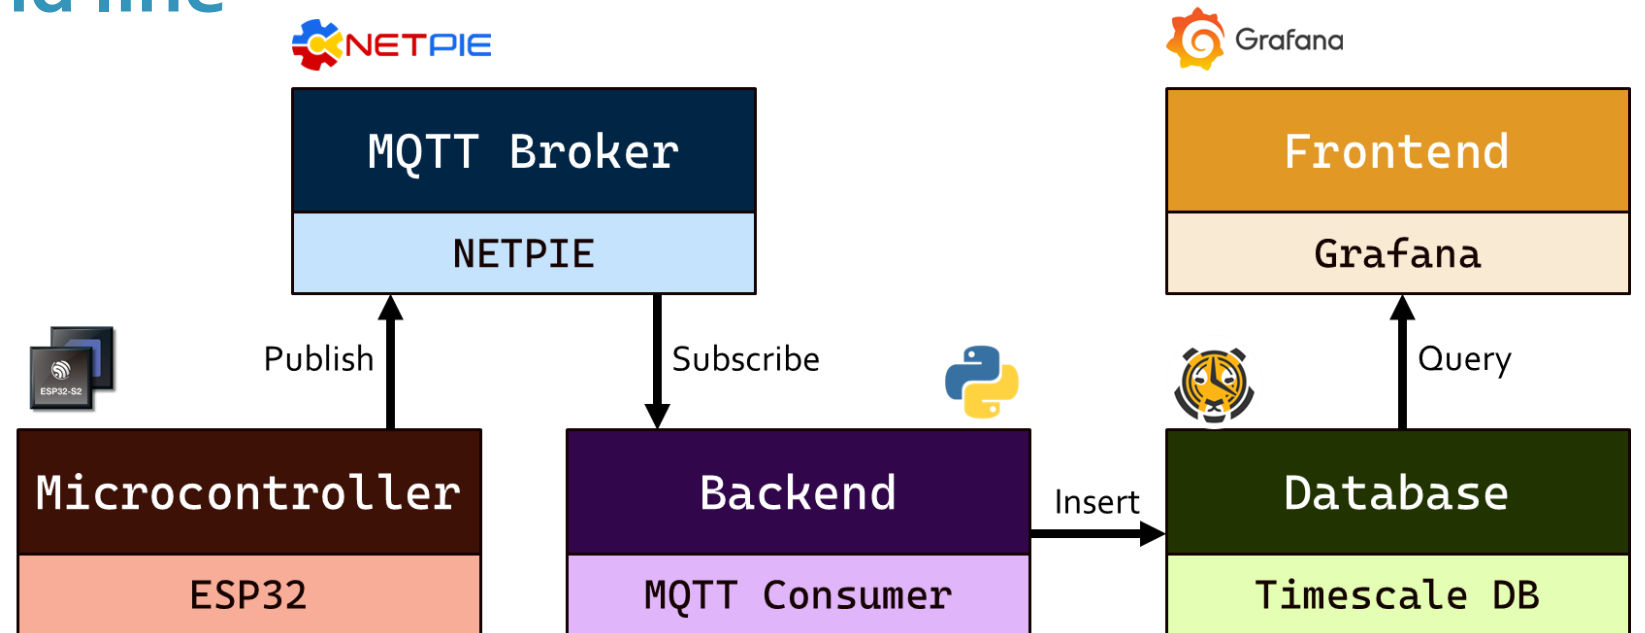 NETPIE
Grafana
MQTT Broker
NETPIE
Frontend
Grafana
Publish
Subscribe
Query
ESP32-S2
Microcontroller
ESP32
Backend
MQTT Consumer
Insert
Database
Timescale DB